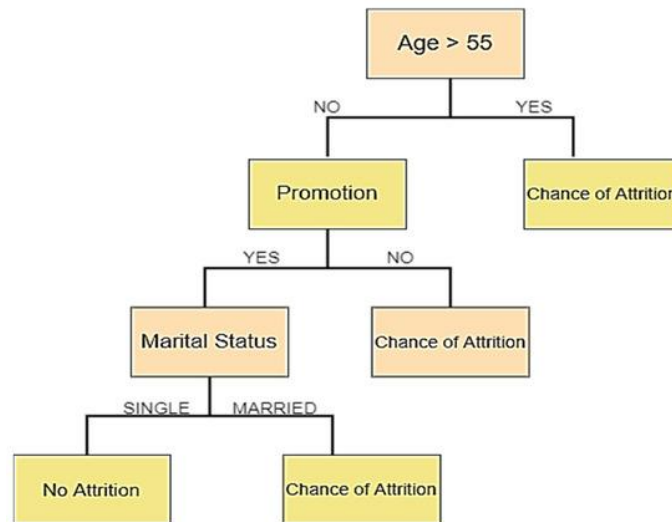 Age > 55
NO
YES
Promotion
Chance of Attrition
YES
NO
Marital Status
Chance of Attrition
SINGLE
MARRIED
No Attrition
Chance of Attrition